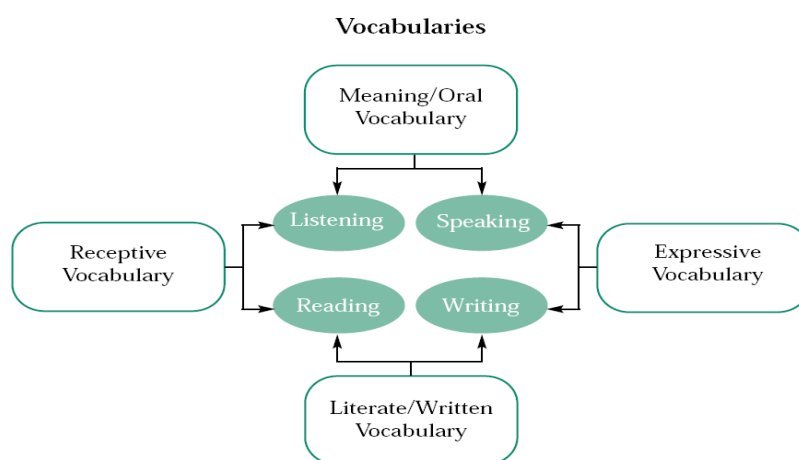 Vocabularies
Meaning/Oral
Vocabulary
Listening
Speaking
Receptive
Vocabulary
Expressive
Vocabulary
Reading
Writing
Literate/Written
Vocabulary